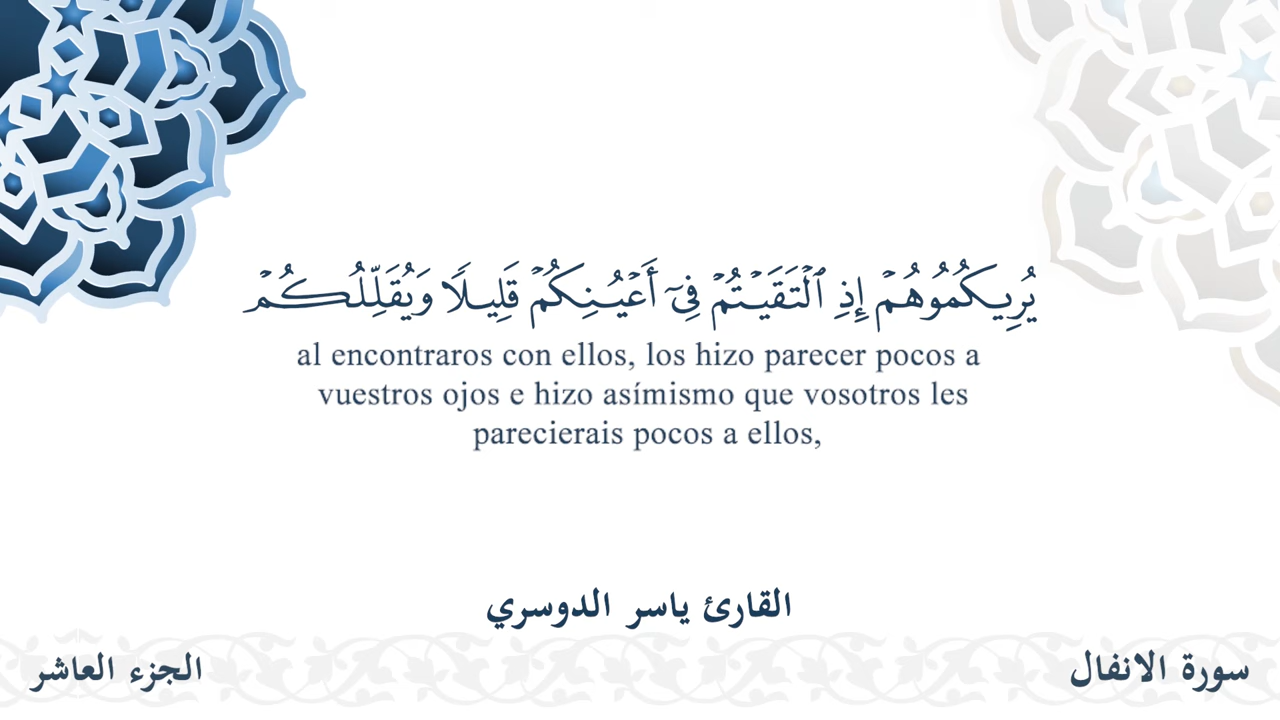 يُرِيكُمُوهُمۡ إِذِ ٱلۡتَقَيۡتُمۡ فِيٓ أَعۡيُنِكُمۡ قَلِيلًا وَيُقَلِّلُكُمۡ
al encontraros con ellos, los hizo parecer pocos a
vuestros ojos e hizo asímismo que vosotros les
parecierais pocos a ellos,
القارئ ياسر الدوسري
سورة الانفال
الجزء العاشر